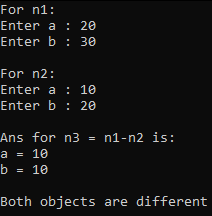 For n1:
Enter a : 20
Enter b : 30
For n2:
Enter a : 10
Enter b : 20
Ans for n3 = n1-n2 is:
a = 10
b = 10
Both objects are different